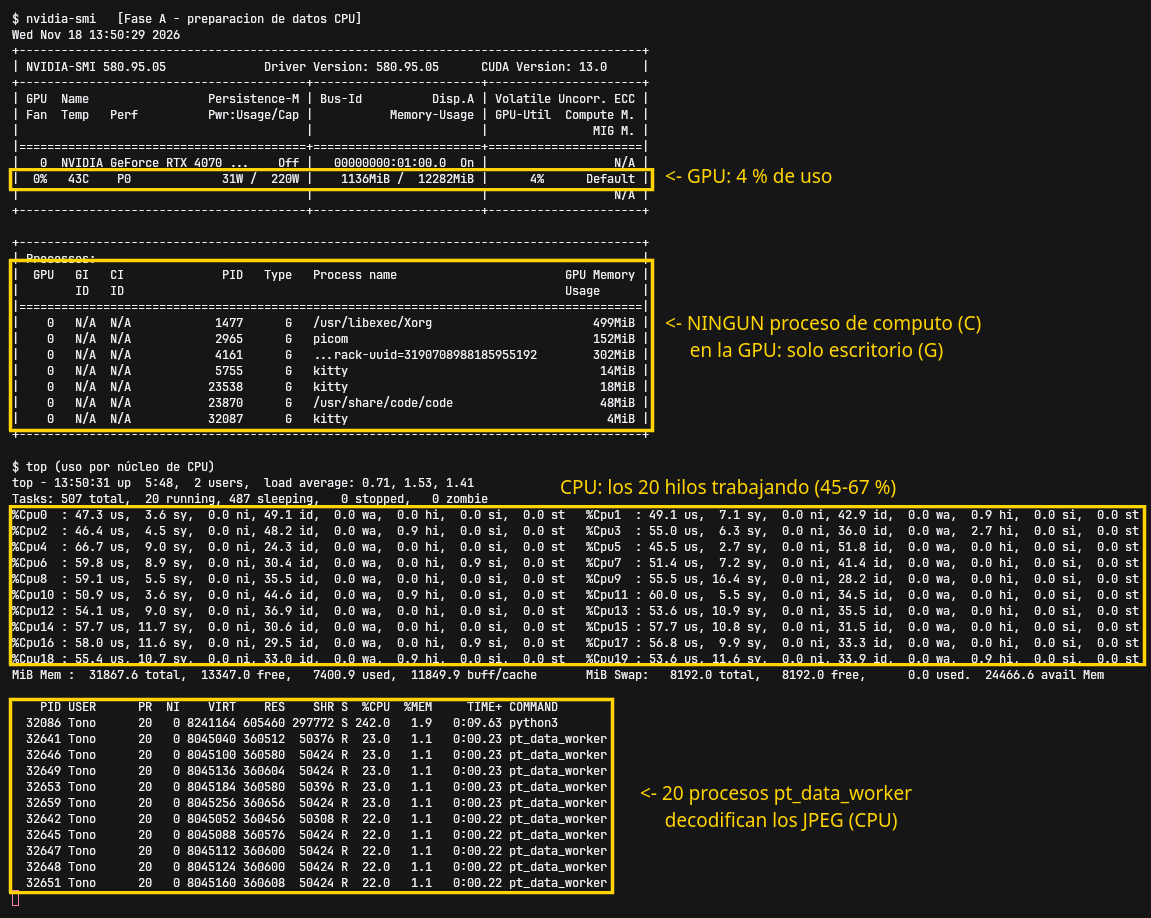 $ nvidia-smi   [Fase A - preparacion de datos CPU]
Wed Nov 18 13:50:29 2026
+-----------------------------------------------------------------------------------------+
| NVIDIA-SMI 580.95.05              Driver Version: 580.95.05      CUDA Version: 13.0     |
+-----------------------------------------+------------------------+----------------------+
| GPU  Name                 Persistence-M | Bus-Id          Disp.A | Volatile Uncorr. ECC |
| Fan  Temp   Perf          Pwr:Usage/Cap |           Memory-Usage | GPU-Util  Compute M. |
|                                         |                        |               MIG M. |
|=========================================+========================+======================|
|   0  NVIDIA GeForce RTX 4070 ...    Off |   00000000:01:00.0  On |                  N/A |
|  0%   43C    P0             31W /  220W |    1136MiB /  12282MiB |      4%      Default |
<- GPU: 4 % de uso
|                                         |                        |                  N/A |
+-----------------------------------------+------------------------+----------------------+
+-----------------------------------------------------------------------------------------+
| Processes:                                                                              |
|  GPU   GI   CI              PID   Type   Process name                        GPU Memory |
|        ID   ID                                                               Usage      |
|=========================================================================================|
|    0   N/A  N/A            1477      G   /usr/libexec/Xorg                       499MiB |
<- NINGUN proceso de computo (C)
|    0   N/A  N/A            2965      G   picom                                   152MiB |
|    0   N/A  N/A            4161      G   ...rack-uuid=3190708988185955192        302MiB |
en la GPU: solo escritorio (G)
|    0   N/A  N/A            5755      G   kitty                                    14MiB |
|    0   N/A  N/A           23538      G   kitty                                    18MiB |
|    0   N/A  N/A           23870      G   /usr/share/code/code                     48MiB |
|    0   N/A  N/A           32087      G   kitty                                     4MiB |
+-----------------------------------------------------------------------------------------+
$ top (uso por núcleo de CPU)
top - 13:50:31 up  5:48,  2 users,  load average: 0.71, 1.53, 1.41
CPU: los 20 hilos trabajando (45-67 %)
Tasks: 507 total,  20 running, 487 sleeping,   0 stopped,   0 zombie
%Cpu0  : 47.3 us,  3.6 sy,  0.0 ni, 49.1 id,  0.0 wa,  0.0 hi,  0.0 si,  0.0 st   %Cpu1  : 49.1 us,  7.1 sy,  0.0 ni, 42.9 id,  0.0 wa,  0.9 hi,  0.0 si,  0.0 st
%Cpu2  : 46.4 us,  4.5 sy,  0.0 ni, 48.2 id,  0.0 wa,  0.9 hi,  0.0 si,  0.0 st   %Cpu3  : 55.0 us,  6.3 sy,  0.0 ni, 36.0 id,  0.0 wa,  2.7 hi,  0.0 si,  0.0 st
%Cpu4  : 66.7 us,  9.0 sy,  0.0 ni, 24.3 id,  0.0 wa,  0.0 hi,  0.0 si,  0.0 st   %Cpu5  : 45.5 us,  2.7 sy,  0.0 ni, 51.8 id,  0.0 wa,  0.0 hi,  0.0 si,  0.0 st
%Cpu6  : 59.8 us,  8.9 sy,  0.0 ni, 30.4 id,  0.0 wa,  0.0 hi,  0.9 si,  0.0 st   %Cpu7  : 51.4 us,  7.2 sy,  0.0 ni, 41.4 id,  0.0 wa,  0.0 hi,  0.0 si,  0.0 st
%Cpu8  : 59.1 us,  5.5 sy,  0.0 ni, 35.5 id,  0.0 wa,  0.0 hi,  0.0 si,  0.0 st   %Cpu9  : 55.5 us, 16.4 sy,  0.0 ni, 28.2 id,  0.0 wa,  0.0 hi,  0.0 si,  0.0 st
%Cpu10 : 50.9 us,  3.6 sy,  0.0 ni, 44.6 id,  0.0 wa,  0.9 hi,  0.0 si,  0.0 st   %Cpu11 : 60.0 us,  5.5 sy,  0.0 ni, 34.5 id,  0.0 wa,  0.0 hi,  0.0 si,  0.0 st
%Cpu12 : 54.1 us,  9.0 sy,  0.0 ni, 36.9 id,  0.0 wa,  0.0 hi,  0.0 si,  0.0 st   %Cpu13 : 53.6 us, 10.9 sy,  0.0 ni, 35.5 id,  0.0 wa,  0.0 hi,  0.0 si,  0.0 st
%Cpu14 : 57.7 us, 11.7 sy,  0.0 ni, 30.6 id,  0.0 wa,  0.0 hi,  0.0 si,  0.0 st   %Cpu15 : 57.7 us, 10.8 sy,  0.0 ni, 31.5 id,  0.0 wa,  0.0 hi,  0.0 si,  0.0 st
%Cpu16 : 58.0 us, 11.6 sy,  0.0 ni, 29.5 id,  0.0 wa,  0.0 hi,  0.9 si,  0.0 st   %Cpu17 : 56.8 us,  9.9 sy,  0.0 ni, 33.3 id,  0.0 wa,  0.0 hi,  0.0 si,  0.0 st
%Cpu18 : 55.4 us, 10.7 sy,  0.0 ni, 33.0 id,  0.0 wa,  0.9 hi,  0.0 si,  0.0 st   %Cpu19 : 53.6 us, 11.6 sy,  0.0 ni, 33.9 id,  0.0 wa,  0.9 hi,  0.0 si,  0.0 st
MiB Mem :  31867.6 total,  13347.0 free,   7400.9 used,  11849.9 buff/cache       MiB Swap:   8192.0 total,   8192.0 free,      0.0 used.  24466.6 avail Mem
    PID USER      PR  NI    VIRT    RES    SHR S  %CPU  %MEM     TIME+ COMMAND
  32086 Tono      20   0 8241164 605460 297772 S 242.0   1.9   0:09.63 python3
  32641 Tono      20   0 8045040 360512  50376 R  23.0   1.1   0:00.23 pt_data_worker
  32646 Tono      20   0 8045100 360580  50424 R  23.0   1.1   0:00.23 pt_data_worker
  32649 Tono      20   0 8045136 360604  50424 R  23.0   1.1   0:00.23 pt_data_worker
  32653 Tono      20   0 8045184 360580  50396 R  23.0   1.1   0:00.23 pt_data_worker
<- 20 procesos pt_data_worker
  32659 Tono      20   0 8045256 360656  50424 R  23.0   1.1   0:00.23 pt_data_worker
  32642 Tono      20   0 8045052 360456  50308 R  22.0   1.1   0:00.22 pt_data_worker
decodifican los JPEG (CPU)
  32645 Tono      20   0 8045088 360576  50424 R  22.0   1.1   0:00.22 pt_data_worker
  32647 Tono      20   0 8045112 360600  50424 R  22.0   1.1   0:00.22 pt_data_worker
  32648 Tono      20   0 8045124 360600  50424 R  22.0   1.1   0:00.22 pt_data_worker
  32651 Tono      20   0 8045160 360608  50424 R  22.0   1.1   0:00.22 pt_data_worker